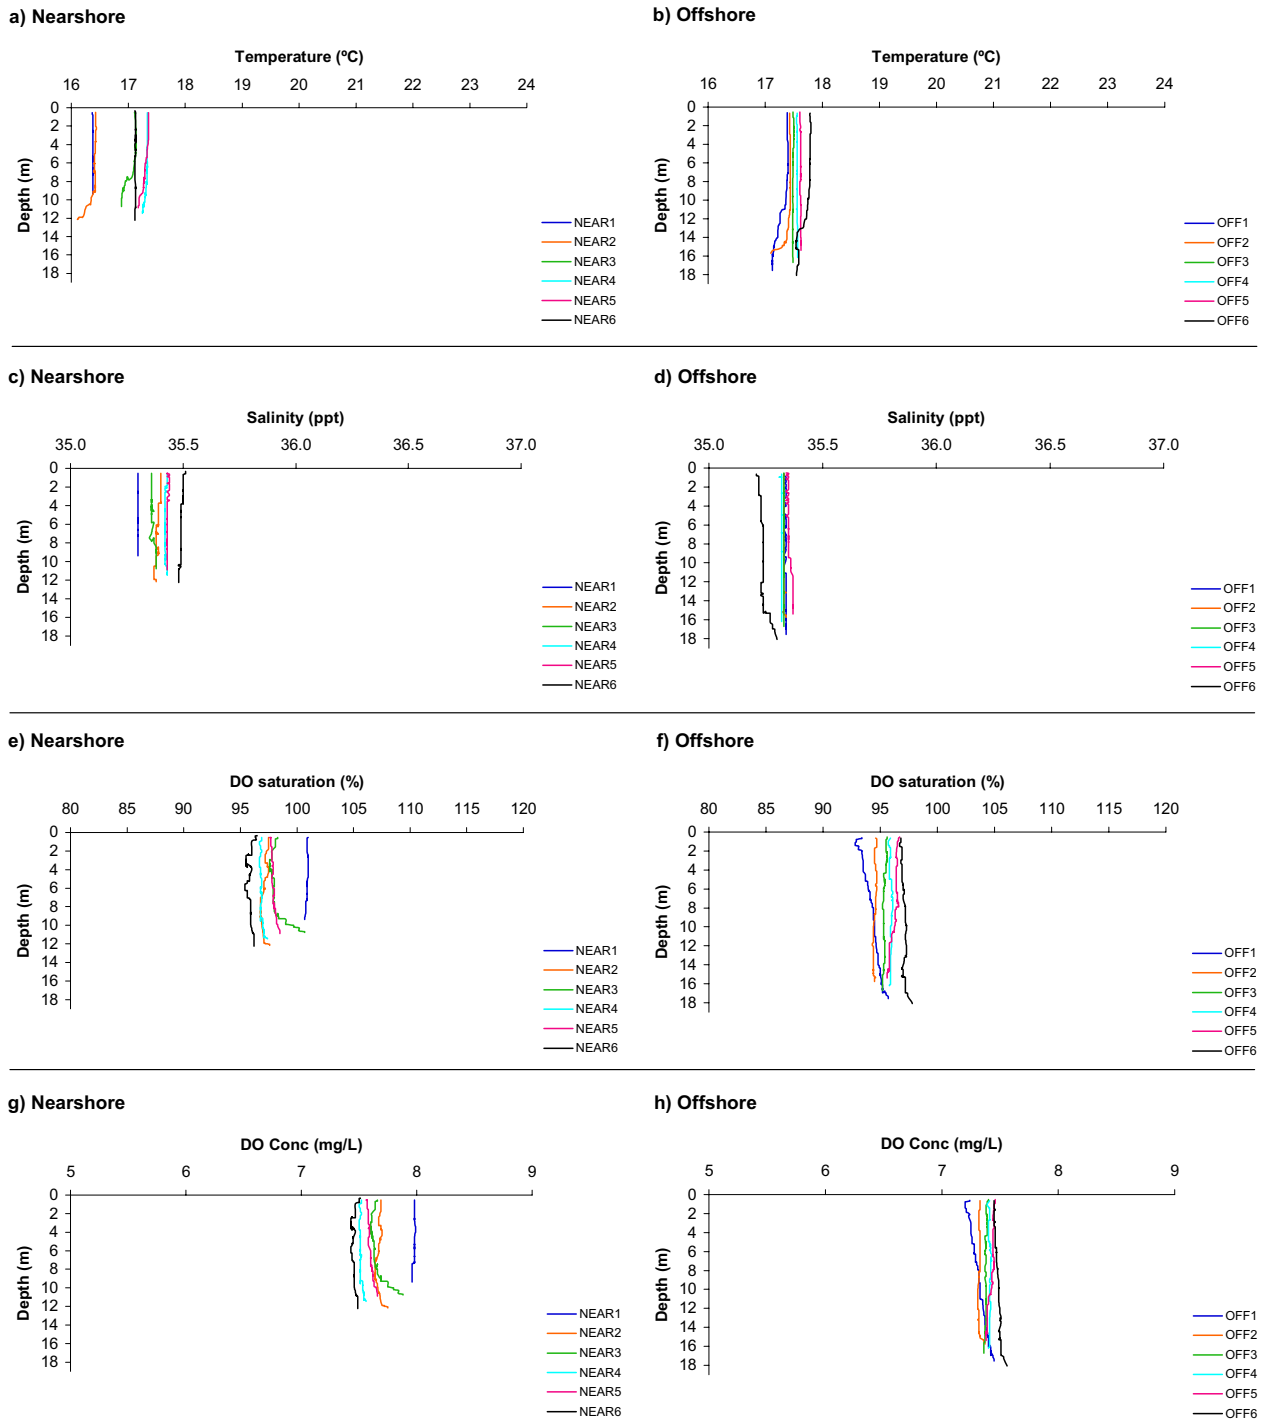 a) Nearshore
Temperature (ºC)
16 17 18 19 20 21 22 23 24
Depth (m)
0
2
4
6
8
10
12
14
16
18
NEAR1
NEAR2
NEAR3
NEAR4
NEAR5
NEAR6
b) Offshore
Temperature (ºC)
16 17 18 19 20 21 22 23 24
Depth (m)
0
2
4
6
8
10
12
14
16
18
OFF1
OFF2
OFF3
OFF4
OFF5
OFF6
c) Nearshore
Salinity (ppt)
35.0 35.5 36.0 36.5 37.0
Depth (m)
0
2
4
6
8
10
12
14
16
18
NEAR1
NEAR2
NEAR3
NEAR4
NEAR5
NEAR6
d) Offshore
Salinity (ppt)
35.0 35.5 36.0 36.5 37.0
Depth (m)
0
2
4
6
8
10
12
14
16
18
OFF1
OFF2
OFF3
OFF4
OFF5
OFF6
e) Nearshore
DO saturation (%)
80 85 90 95 100 105 110 115 120
Depth (m)
0
2
4
6
8
10
12
14
16
18
NEAR1
NEAR2
NEAR3
NEAR4
NEAR5
NEAR6
f) Offshore
DO saturation (%)
80 85 90 95 100 105 110 115 120
Depth (m)
0
2
4
6
8
10
12
14
16
18
OFF1
OFF2
OFF3
OFF4
OFF5
OFF6
g) Nearshore
DO Conc (mg/L)
5 6 7 8 9
Depth (m)
0
2
4
6
8
10
12
14
16
18
NEAR1
NEAR2
NEAR3
NEAR4
NEAR5
NEAR6
h) Offshore
DO Conc (mg/L)
5 6 7 8 9
Depth (m)
0
2
4
6
8
10
12
14
16
18
OFF1
OFF2
OFF3
OFF4
OFF5
OFF6